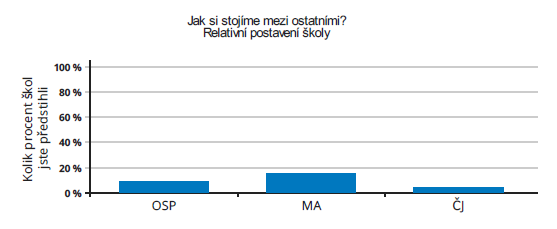 Jak si stojíme mezi ostatními?
Relativní postavení školy
Kolik procent škol
jste předstihli
100 %
80 %
60 %
40 %
20 %
0 %
OSP MA ČJ